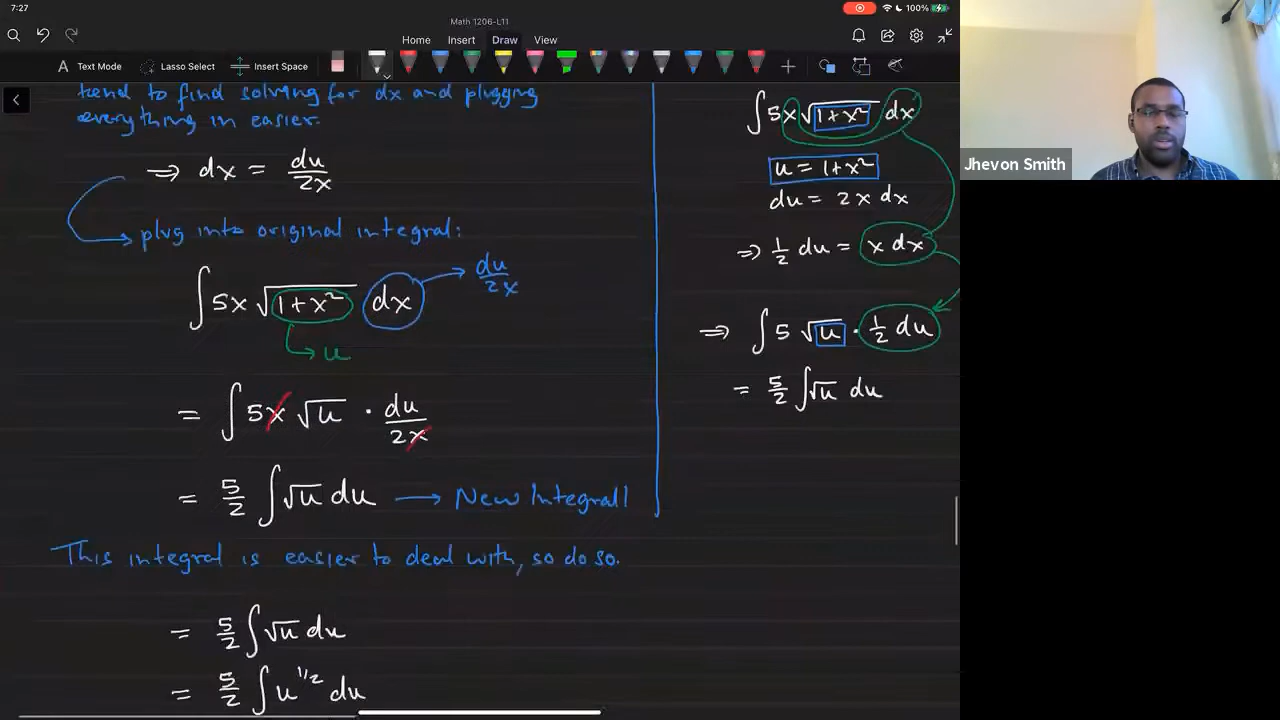 7:27
100%
Math 1206-L11
Home Insert Draw View
Text Mode Lasso Select Insert Space
tend to find solving for dx and plugging
everything in easier.
⇒ dx = du/2x
plug into original integral:
∫ 5x √(1+x²) dx → du/2x
→ u
= ∫ 5x √u · du/2x
= 5/2 ∫ √u du → New Integral!
This integral is easier to deal with, so do so.
= 5/2 ∫ √u du
= 5/2 ∫ u^1/2 du
∫ 5x √(1+x²) dx
u = 1+x²
du = 2x dx
⇒ 1/2 du = x dx
⇒ ∫ 5 √u · 1/2 du
= 5/2 ∫ √u du
Jhevon Smith